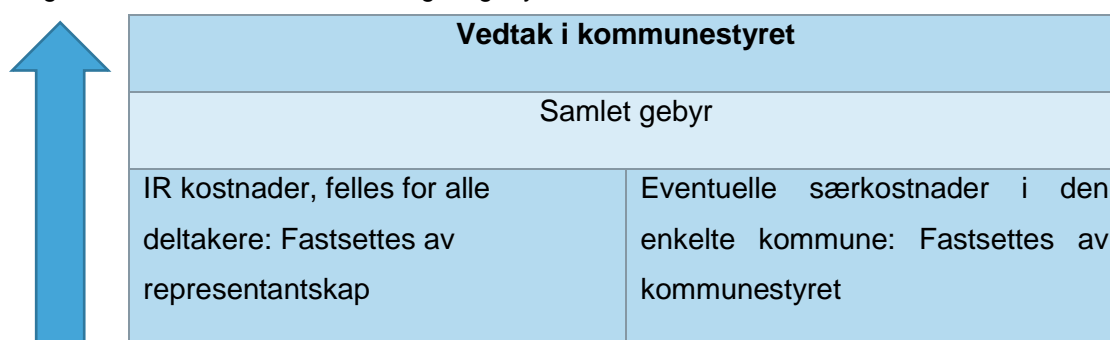 Vedtak i kommunestyret
Samlet gebyr
IR kostnader, felles for alle
deltakere: Fastsettes av
representantskap
Eventuelle særkostnader i den
enkelte kommune: Fastsettes av
kommunestyret